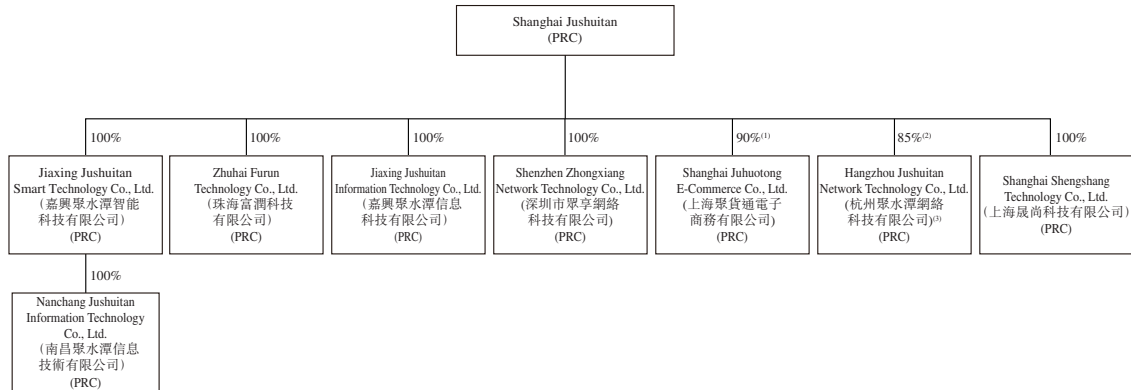 Shanghai Jushuitan
(PRC)
100%
100%
100%
100%
90%(1)
85%(2)
100%
Jiaxing Jushuitan
Smart Technology Co., Ltd.
(嘉興聚水潭智能
科技有限公司)
(PRC)
Zhuhai Furun
Technology Co., Ltd.
(珠海富潤科技
有限公司)
(PRC)
Jiaxing Jushuitan
Information Technology Co., Ltd.
(嘉興聚水潭信息
科技有限公司)
(PRC)
Shenzhen Zhongxiang
Network Technology Co., Ltd.
(深圳市眾享網絡
科技有限公司)
(PRC)
Shanghai Juhuotong
E-Commerce Co., Ltd.
(上海聚貨通電子
商務有限公司)
(PRC)
Hangzhou Jushuitan
Network Technology Co., Ltd.
(杭州聚水潭網絡
科技有限公司)(3)
(PRC)
Shanghai Shengshang
Technology Co., Ltd.
(上海晟尚科技有限公司)
(PRC)
100%
Nanchang Jushuitan
Information Technology
Co., Ltd.
(南昌聚水潭信息
技術有限公司)
(PRC)